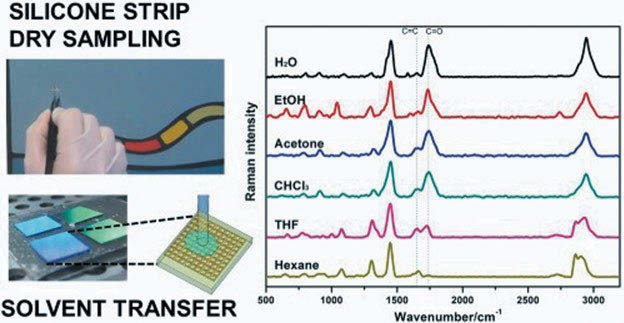 SILICONE STRIP
DRY SAMPLING
SOLVENT TRANSFER
C=C
C=O
H₂O
EtOH
Acetone
CHCl₃
THF
Hexane
Raman intensity
500
1000
1500
2000
2500
3000
Wavenumber/cm⁻¹